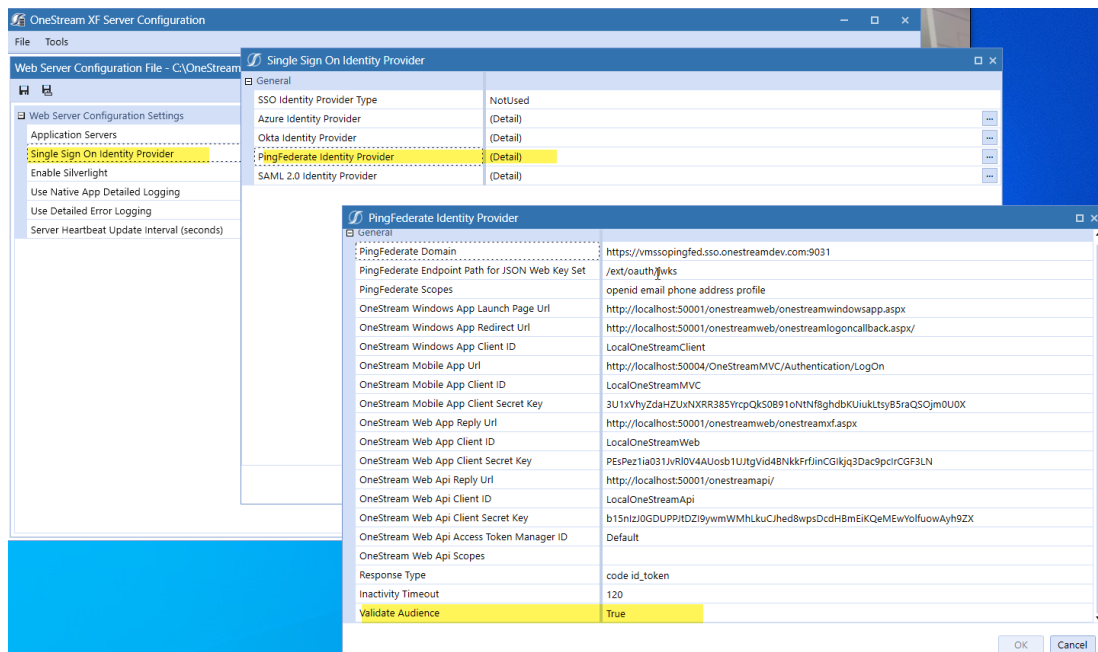 OneStream XF Server Configuration
File Tools
Web Server Configuration File - C:\OneStream
Web Server Configuration Settings
Application Servers
Single Sign On Identity Provider
Enable Silverlight
Use Native App Detailed Logging
Use Detailed Error Logging
Server Heartbeat Update Interval (seconds)
Single Sign On Identity Provider
General
SSO Identity Provider Type NotUsed
Azure Identity Provider (Detail) ...
Okta Identity Provider (Detail) ...
PingFederate Identity Provider (Detail) ...
SAML 2.0 Identity Provider (Detail) ...
PingFederate Identity Provider
General
PingFederate Domain https://vmssopingfed.sso.onestreamdev.com:9031
PingFederate Endpoint Path for JSON Web Key Set /ext/oauth/jwks
PingFederate Scopes openid email phone address profile
OneStream Windows App Launch Page Url http://localhost:50001/onestreamweb/onestreamwindowsapp.aspx
OneStream Windows App Redirect Url http://localhost:50001/onestreamweb/onestreamlogoncallback.aspx/
OneStream Windows App Client ID LocalOneStreamClient
OneStream Mobile App Url http://localhost:50004/OneStreamMVC/Authentication/LogOn
OneStream Mobile App Client ID LocalOneStreamMVC
OneStream Mobile App Client Secret Key
OneStream Web App Reply Url http://localhost:50001/onestreamweb/onestreamxf.aspx
OneStream Web App Client ID LocalOneStreamWeb
OneStream Web App Client Secret Key
OneStream Web Api Reply Url http://localhost:50001/onestreamapi/
OneStream Web Api Client ID LocalOneStreamApi
OneStream Web Api Client Secret Key
OneStream Web Api Access Token Manager ID Default
OneStream Web Api Scopes
Response Type code id_token
Inactivity Timeout 120
Validate Audience True
OK Cancel